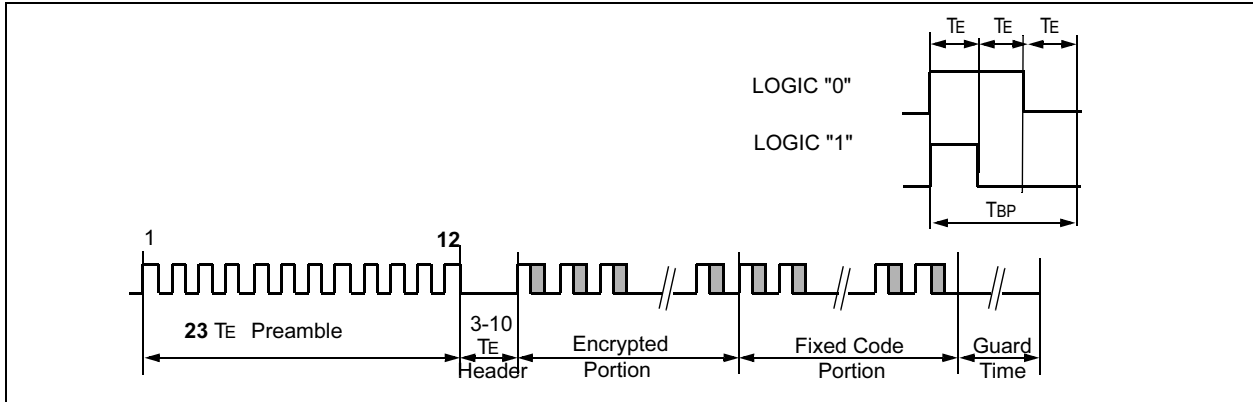 TE TE TE
LOGIC "0"
LOGIC "1"
TBP
1 12
23 TE Preamble
3-10
TE
Header
Encrypted
Portion
Fixed Code
Portion
Guard
Time